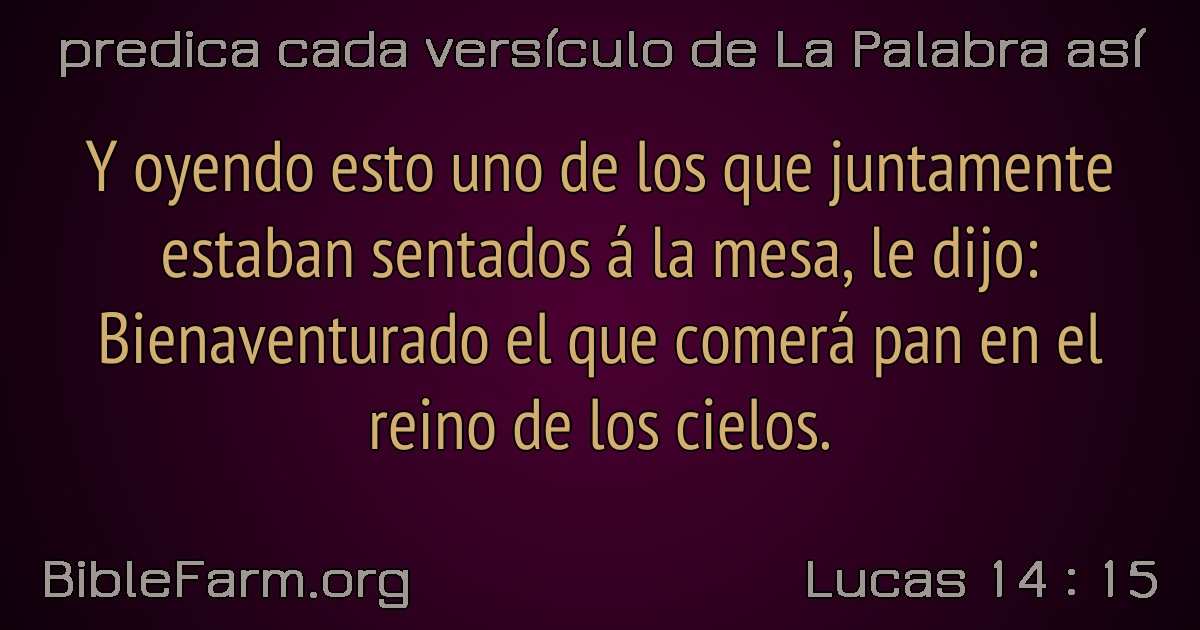 predica cada versículo de La Palabra así
Y oyendo esto uno de los que juntamente
estaban sentados á la mesa, le dijo:
Bienaventurado el que comerá pan en el
reino de los cielos.
BibleFarm.org
Lucas 14 : 15